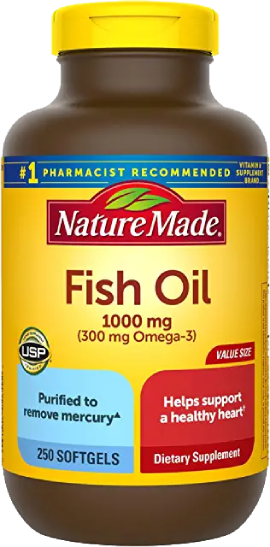 #1 PHARMACIST RECOMMENDED
VITAMIN &
SUPPLEMENT
BRAND
Nature Made®
Fish Oil
1000 mg
(300 mg Omega-3)
VALUE SIZE
USP
Purified to
remove mercury▲
250 SOFTGELS
Helps support
a healthy heart†
Dietary Supplement